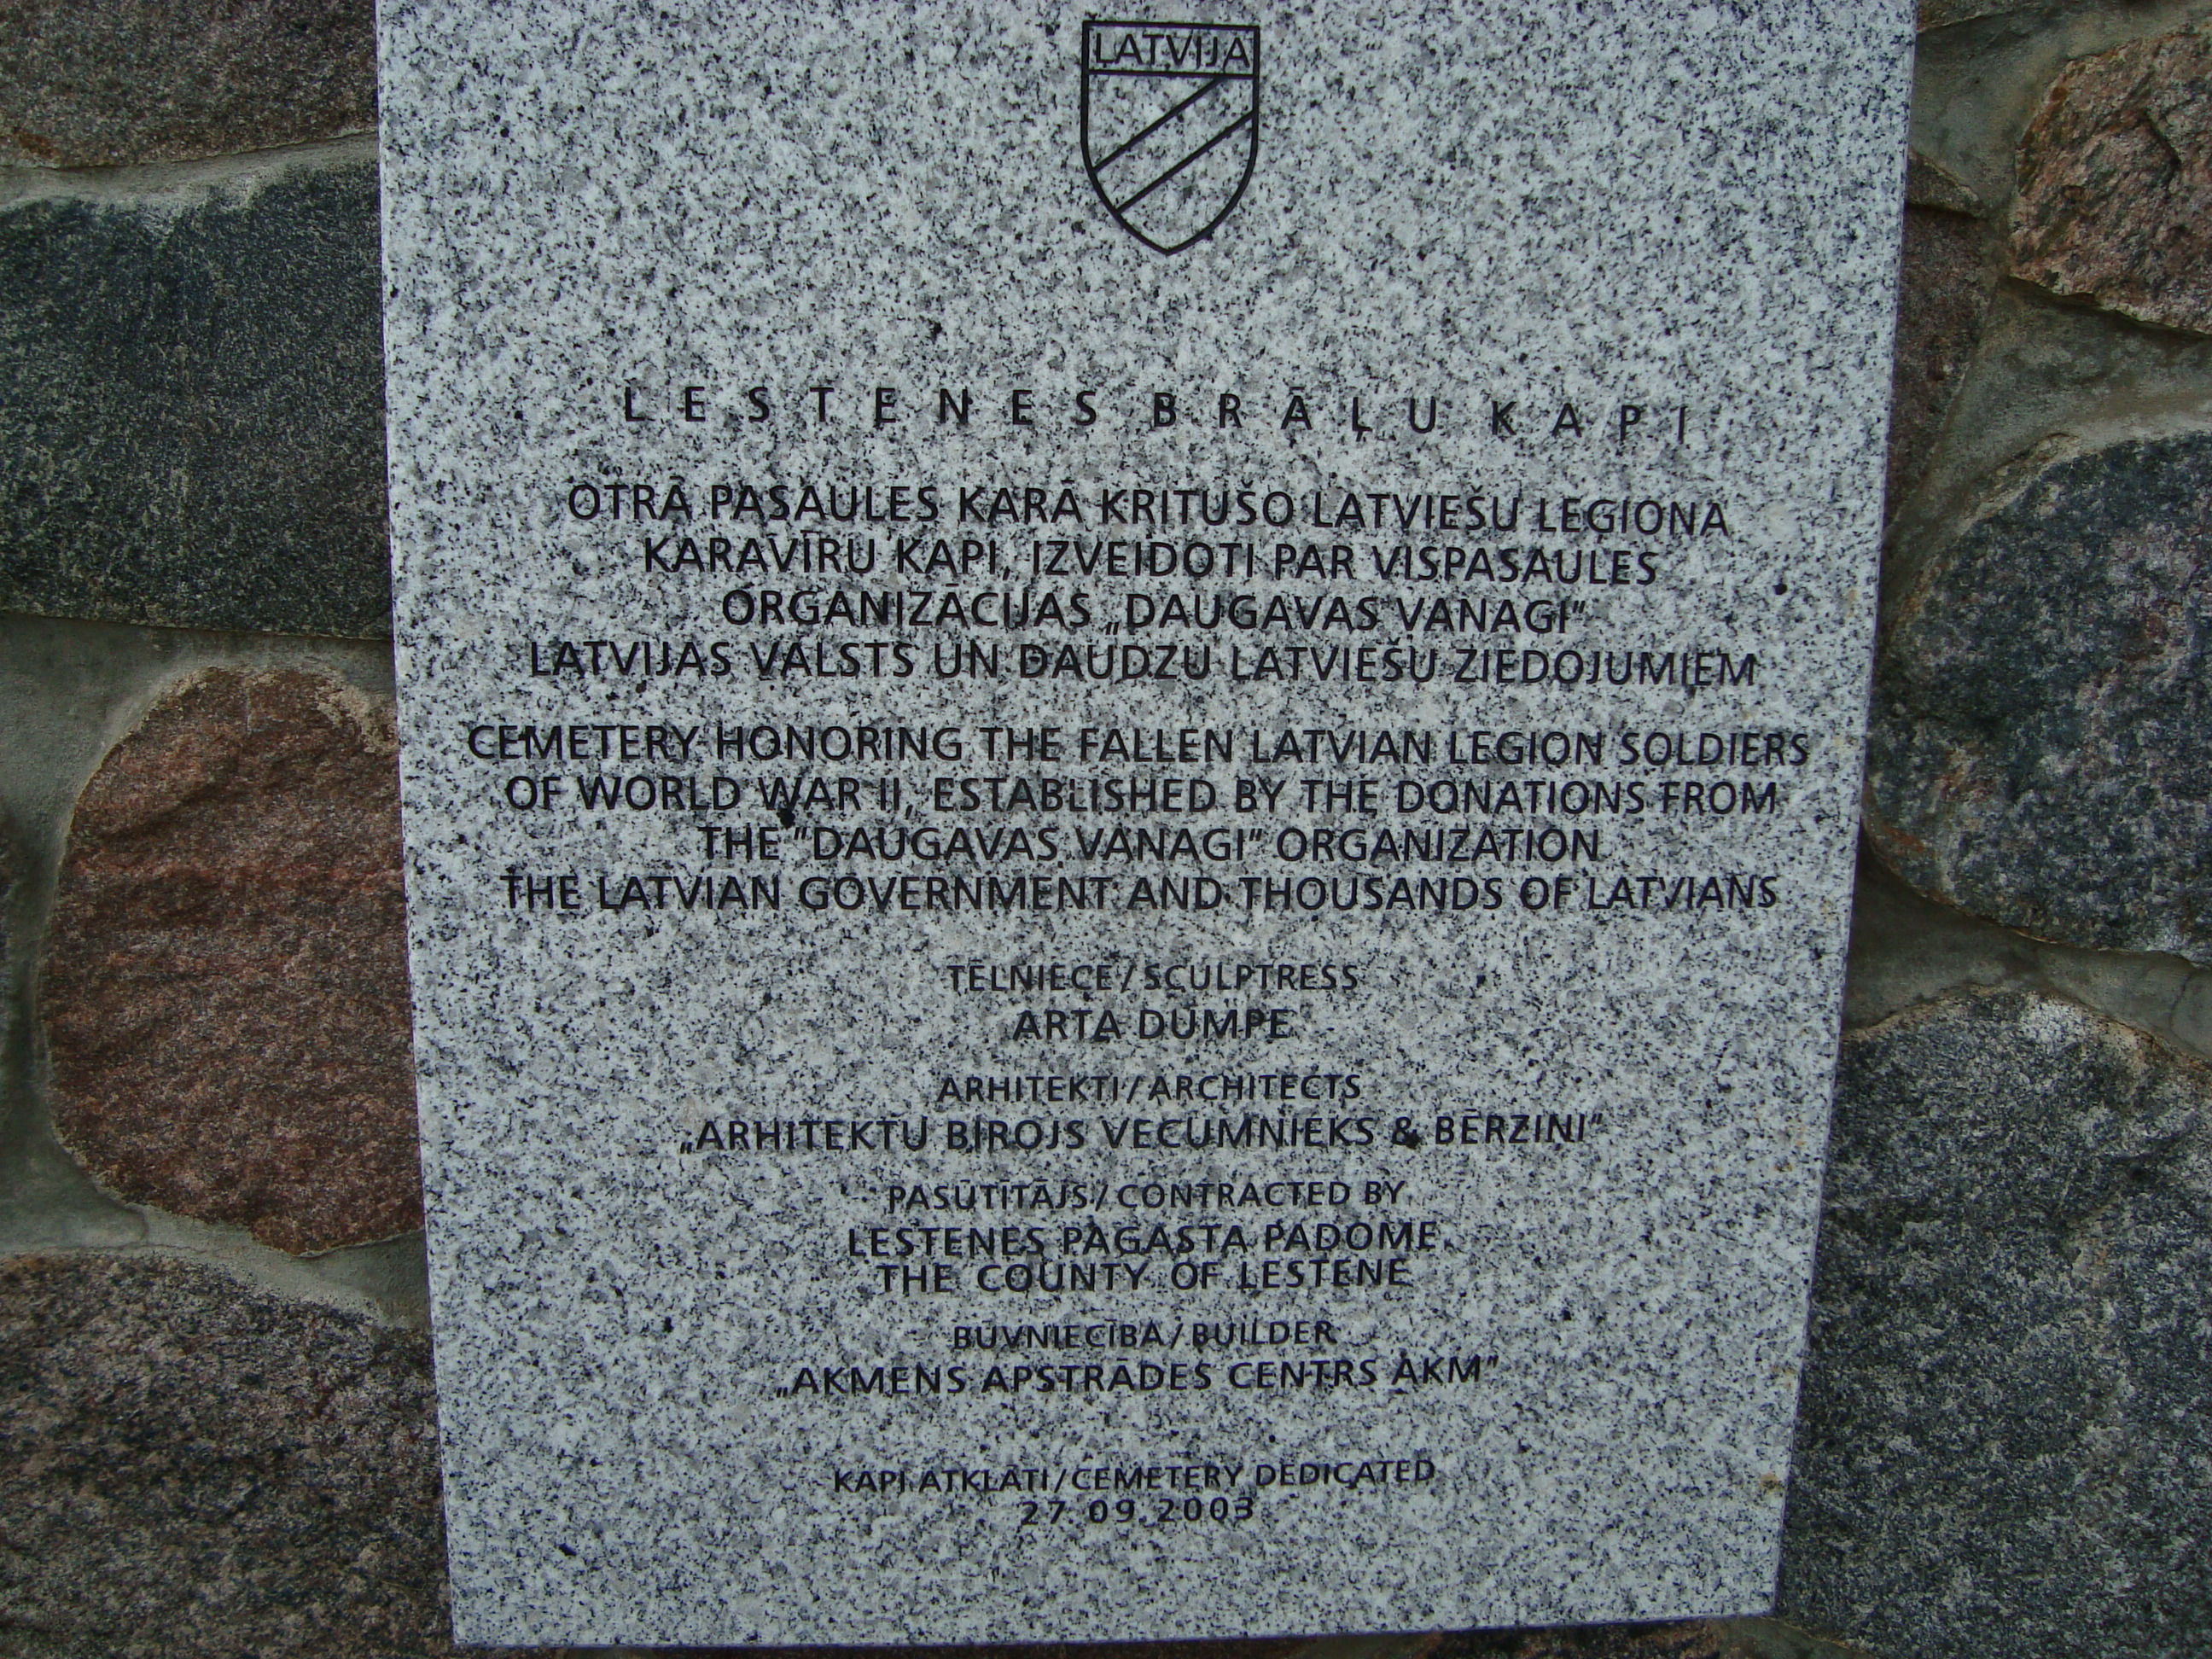 LATVIJA
LESTENES BRĀĻU KAPI
OTRĀ PASAULES KARĀ KRITUŠO LATVIEŠU LEGIONA
KARAVĪRU KAPI, IZVEIDOTI PAR VISPASAULES
ORGANIZĀCIJAS „DAUGAVAS VANAGI"
LATVIJAS VALSTS UN DAUDZU LATVIEŠU ZIEDOJUMIEM
CEMETERY HONORING THE FALLEN LATVIAN LEGION SOLDIERS
OF WORLD WAR II, ESTABLISHED BY THE DONATIONS FROM
THE "DAUGAVAS VANAGI" ORGANIZATION
THE LATVIAN GOVERNMENT AND THOUSANDS OF LATVIANS
TĒLNIECE/SCULPTRESS
ARTA DUMPE
ARHITEKTI/ARCHITECTS
„ARHITEKTU BIROJS VECUMNIEKS & BĒRZIŅI"
PASŪTĪTĀJS/CONTRACTED BY
LESTENES PAGASTA PADOME
THE COUNTY OF LESTENE
BŪVNIECĪBA/BUILDER
„AKMENS APSTRĀDES CENTRS AKM"
KAPI ATKLĀTI/CEMETERY DEDICATED
27.09.2003